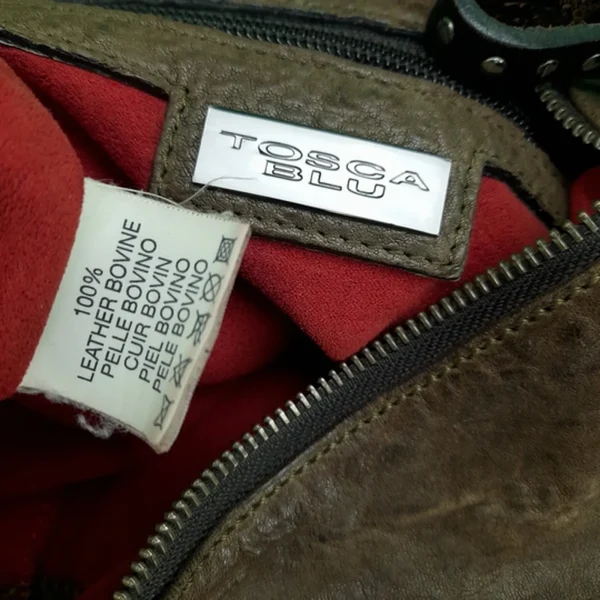 TOSCA
BLU
100%
LEATHER BOVINE
PELLE BOVINO
CUIR BOVIN
PIEL BOVINO
PELE BOVINO